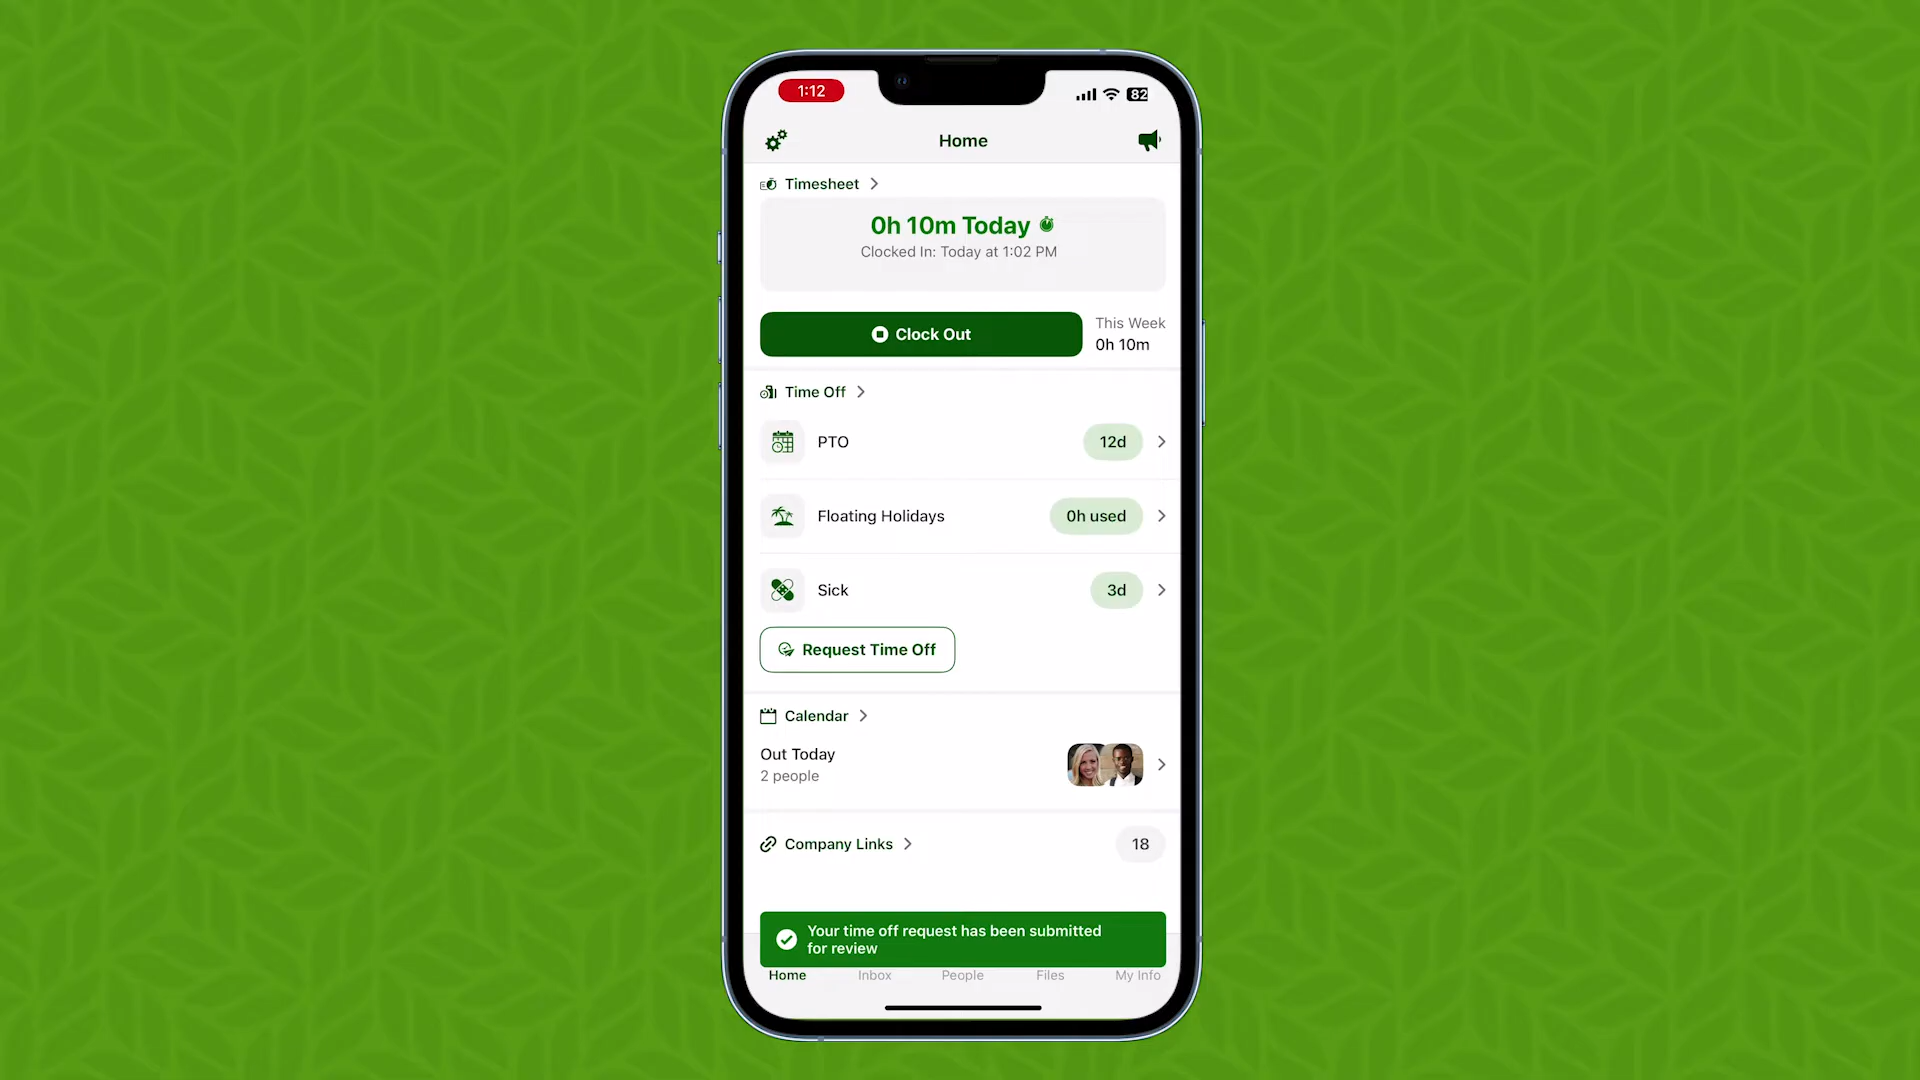 1:12
82
Home
Timesheet
0h 10m Today
Clocked In: Today at 1:02 PM
Clock Out
This Week
0h 10m
Time Off
PTO
12d
Floating Holidays
0h used
Sick
3d
Request Time Off
Calendar
Out Today
2 people
Company Links
18
Your time off request has been submitted
for review
Home
Inbox
People
Files
My Info